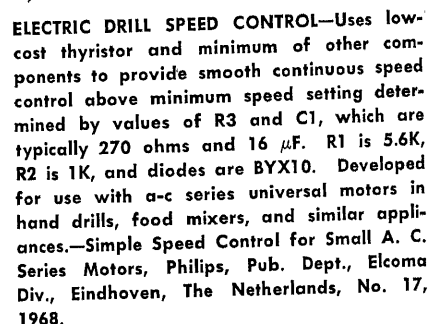 ELECTRIC DRILL SPEED CONTROL—Uses low-
cost thyristor and minimum of other com-
ponents to provide smooth continuous speed
control above minimum speed setting deter-
mined by values of R3 and C1, which are
typically 270 ohms and 16 μF. R1 is 5.6K,
R2 is 1K, and diodes are BYX10. Developed
for use with a-c series universal motors in
hand drills, food mixers, and similar appli-
ances.—Simple Speed Control for Small A. C.
Series Motors, Philips, Pub. Dept., Elcoma
Div., Eindhoven, The Netherlands, No. 17,
1968.